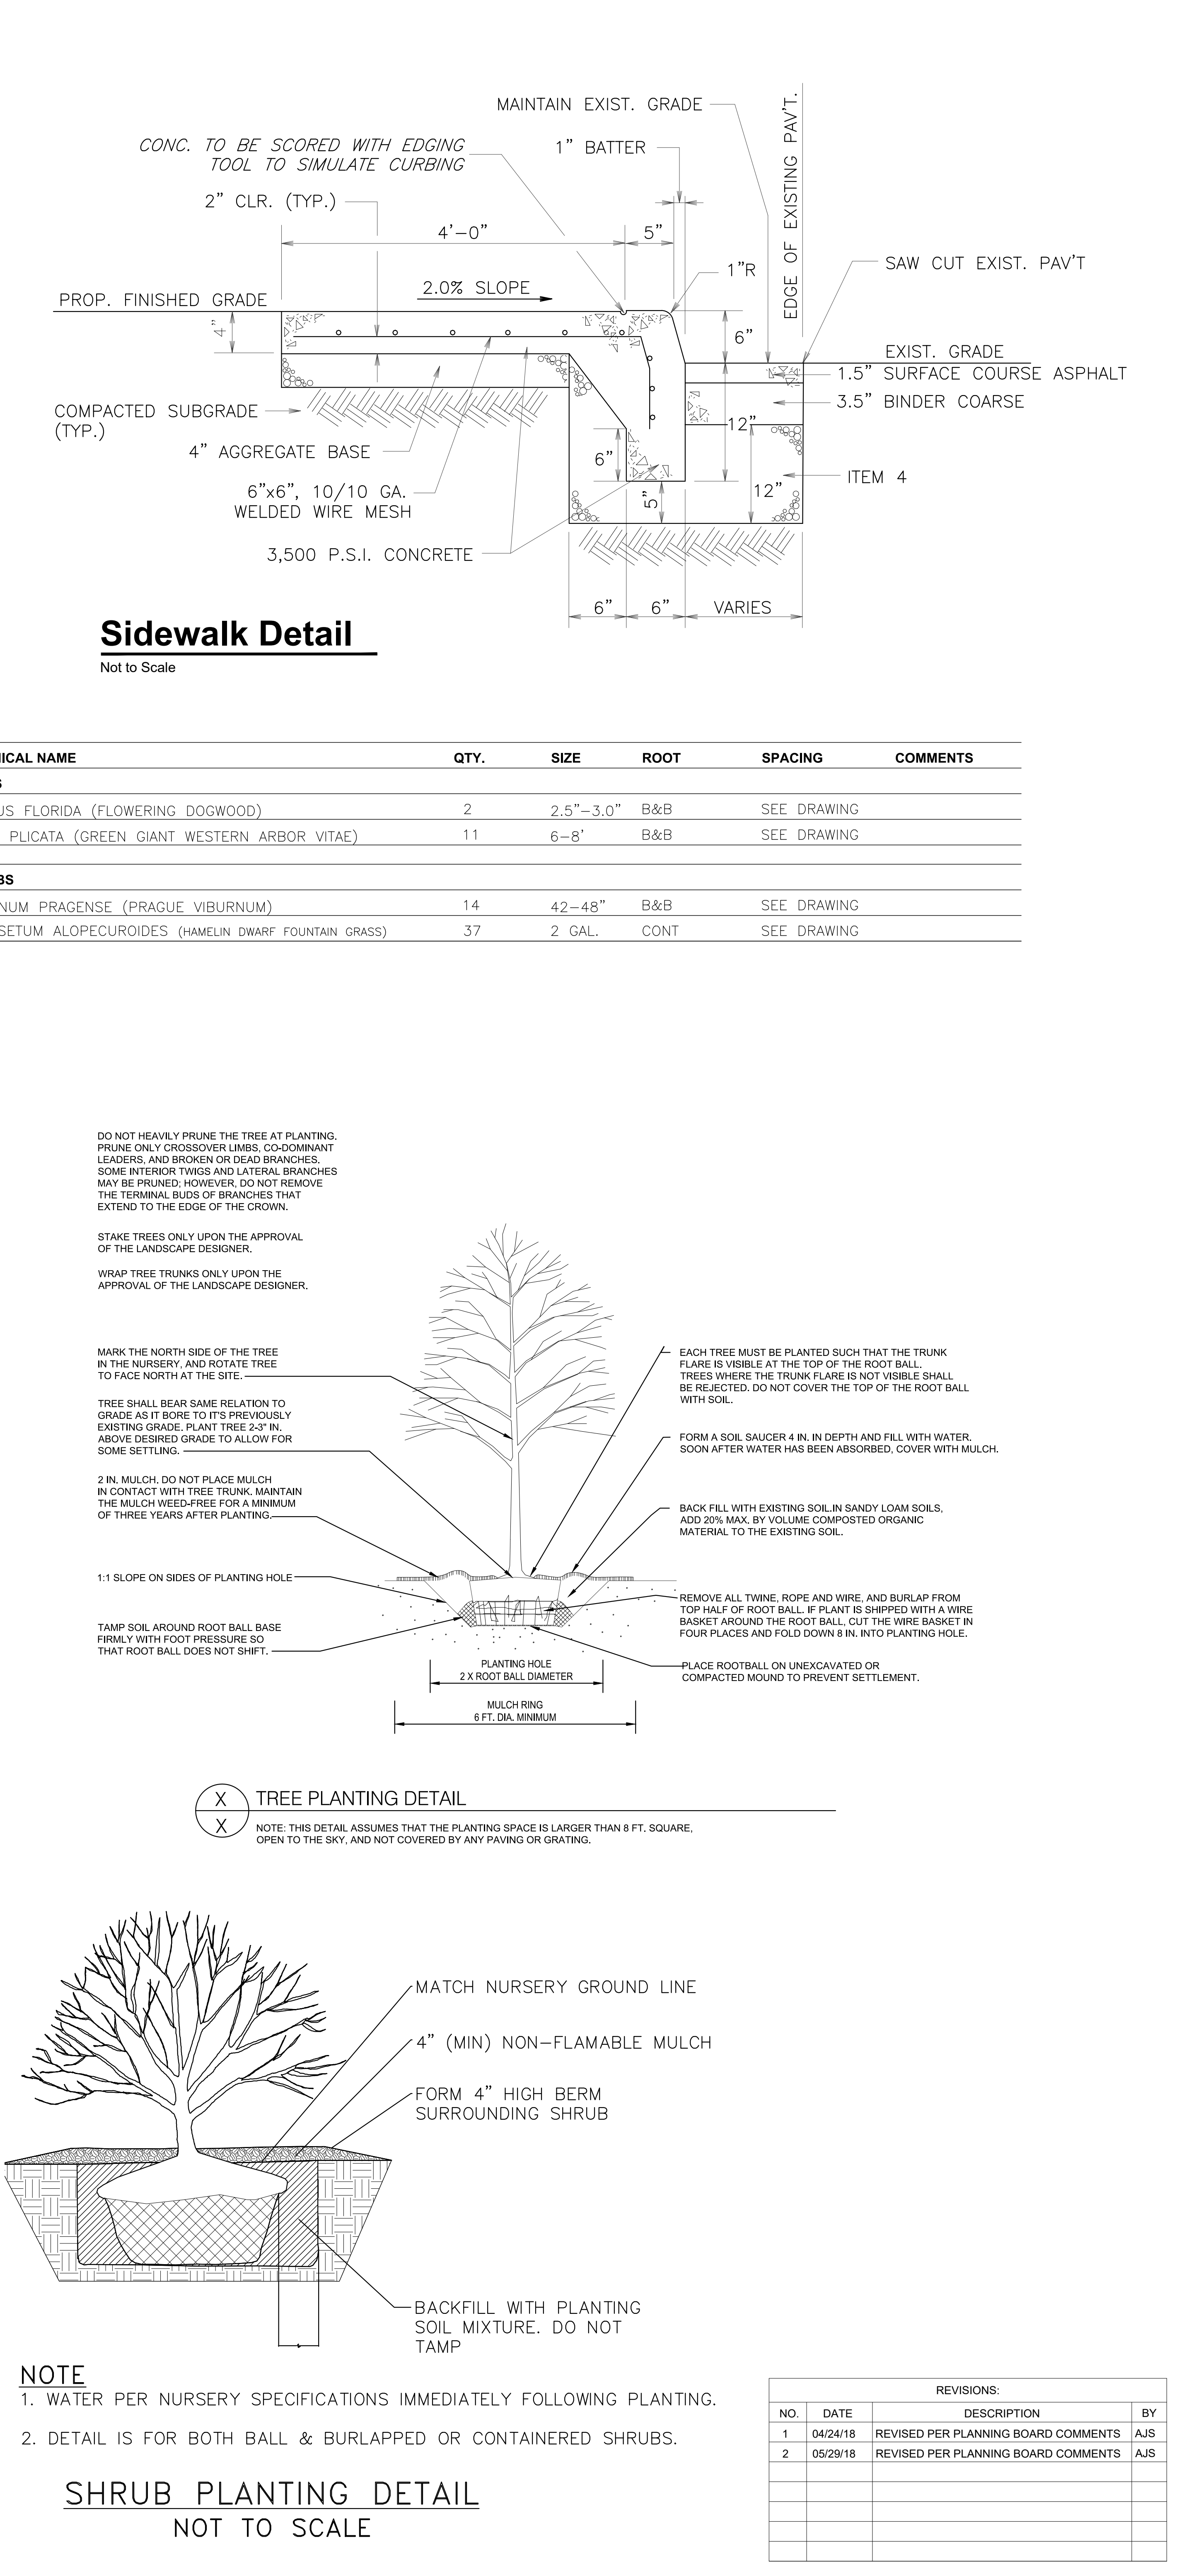 MAINTAIN EXIST. GRADE
EDGE OF EXISTING PAV'T.
CONC. TO BE SCORED WITH EDGING
TOOL TO SIMULATE CURBING
1" BATTER
2" CLR. (TYP.)
4'-0"
5"
SAW CUT EXIST. PAV'T
1"R
2.0% SLOPE
PROP. FINISHED GRADE
4"
6"
EXIST. GRADE
1.5" SURFACE COURSE ASPHALT
3.5" BINDER COARSE
COMPACTED SUBGRADE
(TYP.)
12"
4" AGGREGATE BASE
6"
ITEM 4
6"x6", 10/10 GA.
WELDED WIRE MESH
5"
12"
3,500 P.S.I. CONCRETE
6"
6"
VARIES
Sidewalk Detail
Not to Scale
ICAL NAME QTY. SIZE ROOT SPACING COMMENTS
S
US FLORIDA (FLOWERING DOGWOOD) 2 2.5"-3.0" B&B SEE DRAWING
PLICATA (GREEN GIANT WESTERN ARBOR VITAE) 11 6-8' B&B SEE DRAWING
BS
NUM PRAGENSE (PRAGUE VIBURNUM) 14 42-48" B&B SEE DRAWING
SETUM ALOPECUROIDES (HAMELIN DWARF FOUNTAIN GRASS) 37 2 GAL. CONT SEE DRAWING
DO NOT HEAVILY PRUNE THE TREE AT PLANTING.
PRUNE ONLY CROSSOVER LIMBS, CO-DOMINANT
LEADERS, AND BROKEN OR DEAD BRANCHES.
SOME INTERIOR TWIGS AND LATERAL BRANCHES
MAY BE PRUNED; HOWEVER, DO NOT REMOVE
THE TERMINAL BUDS OF BRANCHES THAT
EXTEND TO THE EDGE OF THE CROWN.
STAKE TREES ONLY UPON THE APPROVAL
OF THE LANDSCAPE DESIGNER.
WRAP TREE TRUNKS ONLY UPON THE
APPROVAL OF THE LANDSCAPE DESIGNER.
MARK THE NORTH SIDE OF THE TREE
IN THE NURSERY, AND ROTATE TREE
TO FACE NORTH AT THE SITE.
TREE SHALL BEAR SAME RELATION TO
GRADE AS IT BORE TO IT'S PREVIOUSLY
EXISTING GRADE. PLANT TREE 2-3" IN.
ABOVE DESIRED GRADE TO ALLOW FOR
SOME SETTLING.
2 IN. MULCH. DO NOT PLACE MULCH
IN CONTACT WITH TREE TRUNK. MAINTAIN
THE MULCH WEED-FREE FOR A MINIMUM
OF THREE YEARS AFTER PLANTING.
1:1 SLOPE ON SIDES OF PLANTING HOLE
TAMP SOIL AROUND ROOT BALL BASE
FIRMLY WITH FOOT PRESSURE SO
THAT ROOT BALL DOES NOT SHIFT.
EACH TREE MUST BE PLANTED SUCH THAT THE TRUNK
FLARE IS VISIBLE AT THE TOP OF THE ROOT BALL.
TREES WHERE THE TRUNK FLARE IS NOT VISIBLE SHALL
BE REJECTED. DO NOT COVER THE TOP OF THE ROOT BALL
WITH SOIL.
FORM A SOIL SAUCER 4 IN. IN DEPTH AND FILL WITH WATER.
SOON AFTER WATER HAS BEEN ABSORBED, COVER WITH MULCH.
BACK FILL WITH EXISTING SOIL.IN SANDY LOAM SOILS,
ADD 20% MAX. BY VOLUME COMPOSTED ORGANIC
MATERIAL TO THE EXISTING SOIL.
REMOVE ALL TWINE, ROPE AND WIRE, AND BURLAP FROM
TOP HALF OF ROOT BALL. IF PLANT IS SHIPPED WITH A WIRE
BASKET AROUND THE ROOT BALL, CUT THE WIRE BASKET IN
FOUR PLACES AND FOLD DOWN 8 IN. INTO PLANTING HOLE.
PLACE ROOTBALL ON UNEXCAVATED OR
COMPACTED MOUND TO PREVENT SETTLEMENT.
PLANTING HOLE
2 X ROOT BALL DIAMETER
MULCH RING
6 FT. DIA. MINIMUM
X
X
TREE PLANTING DETAIL
NOTE: THIS DETAIL ASSUMES THAT THE PLANTING SPACE IS LARGER THAN 8 FT. SQUARE,
OPEN TO THE SKY, AND NOT COVERED BY ANY PAVING OR GRATING.
MATCH NURSERY GROUND LINE
4" (MIN) NON-FLAMABLE MULCH
FORM 4" HIGH BERM
SURROUNDING SHRUB
BACKFILL WITH PLANTING
SOIL MIXTURE. DO NOT
TAMP
NOTE
1. WATER PER NURSERY SPECIFICATIONS IMMEDIATELY FOLLOWING PLANTING.
2. DETAIL IS FOR BOTH BALL & BURLAPPED OR CONTAINERED SHRUBS.
SHRUB PLANTING DETAIL
NOT TO SCALE
REVISIONS:
NO. DATE DESCRIPTION BY
1 04/24/18 REVISED PER PLANNING BOARD COMMENTS AJS
2 05/29/18 REVISED PER PLANNING BOARD COMMENTS AJS